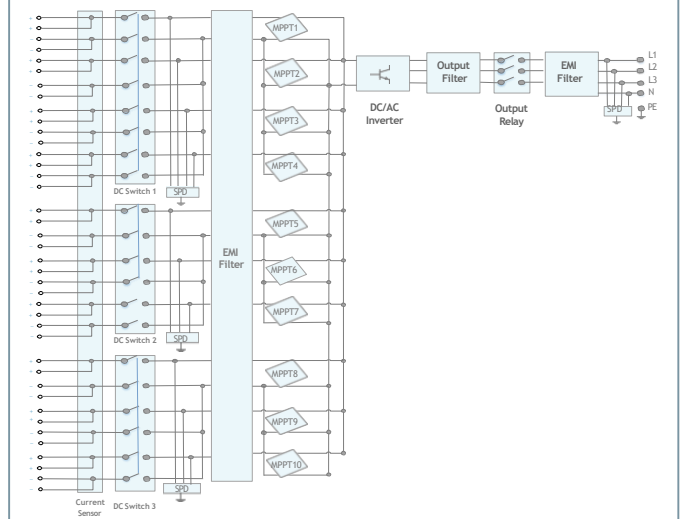 MPPT1
MPPT2
MPPT3
MPPT4
DC Switch 1
SPD
MPPT5
MPPT6
MPPT7
DC Switch 2
SPD
MPPT8
MPPT9
MPPT10
SPD
Current
Sensor
DC Switch 3
EMI
Filter
DC/AC
Inverter
Output
Filter
Output
Relay
EMI
Filter
L1
L2
L3
N
PE
SPD